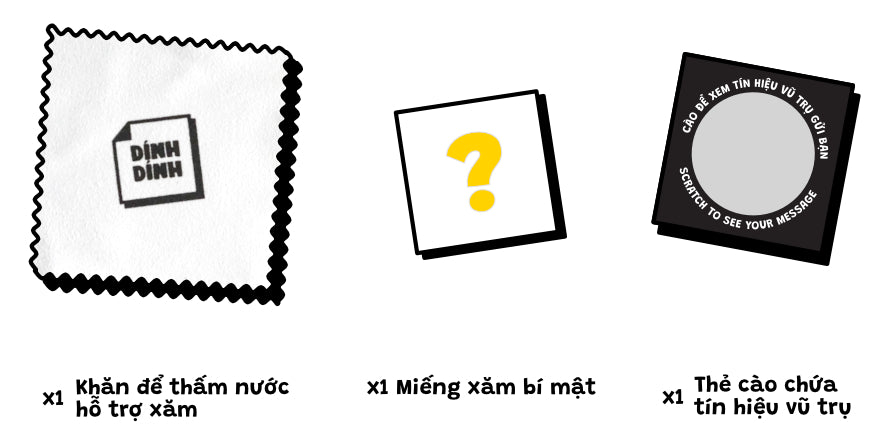 DÍNH
DÍNH
?
CÀO ĐỂ XEM TÍN HIỆU VŨ TRỤ GỬI BẠN
SCRATCH TO SEE YOUR MESSAGE
x1 Khăn để thấm nước
hỗ trợ xăm
x1 Miếng xăm bí mật
x1 Thẻ cào chứa
tín hiệu vũ trụ